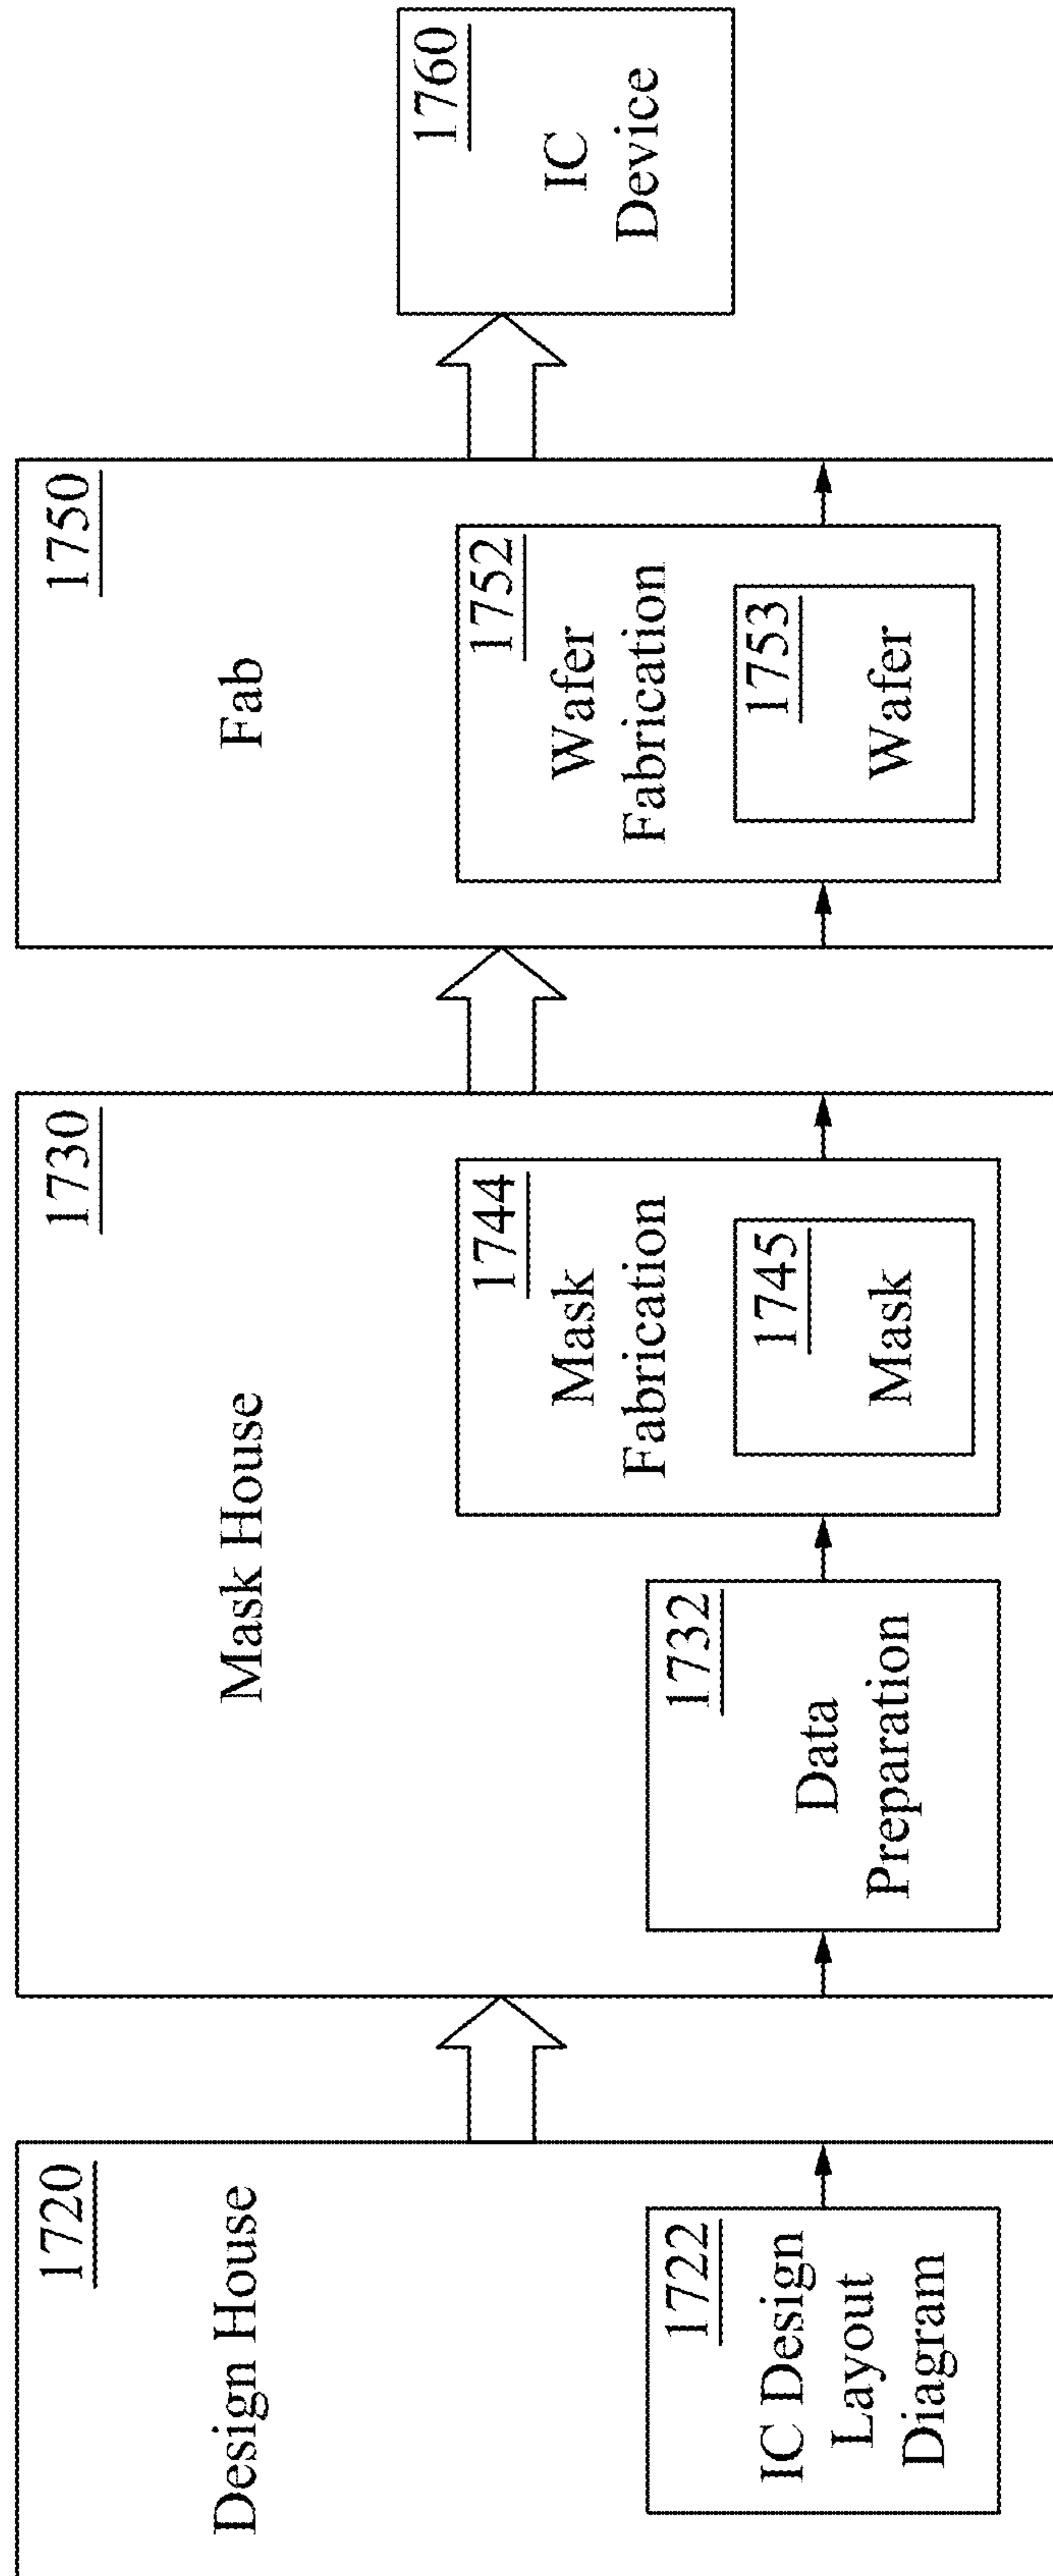 1720
Design House
1722
IC Design
Layout
Diagram
1730
Mask House
1732
Data
Preparation
1744
Mask
Fabrication
1745
Mask
1750
Fab
1752
Wafer
Fabrication
1753
Wafer
1760
IC
Device